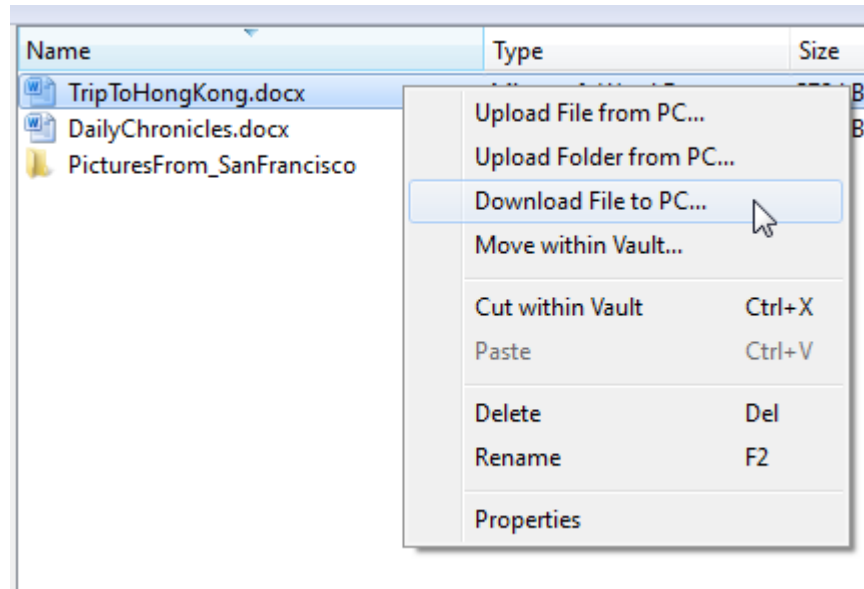 Name Type Size
TripToHongKong.docx
DailyChronicles.docx
PicturesFrom_SanFrancisco
Upload File from PC...
Upload Folder from PC...
Download File to PC...
Move within Vault...
Cut within Vault Ctrl+X
Paste Ctrl+V
Delete Del
Rename F2
Properties